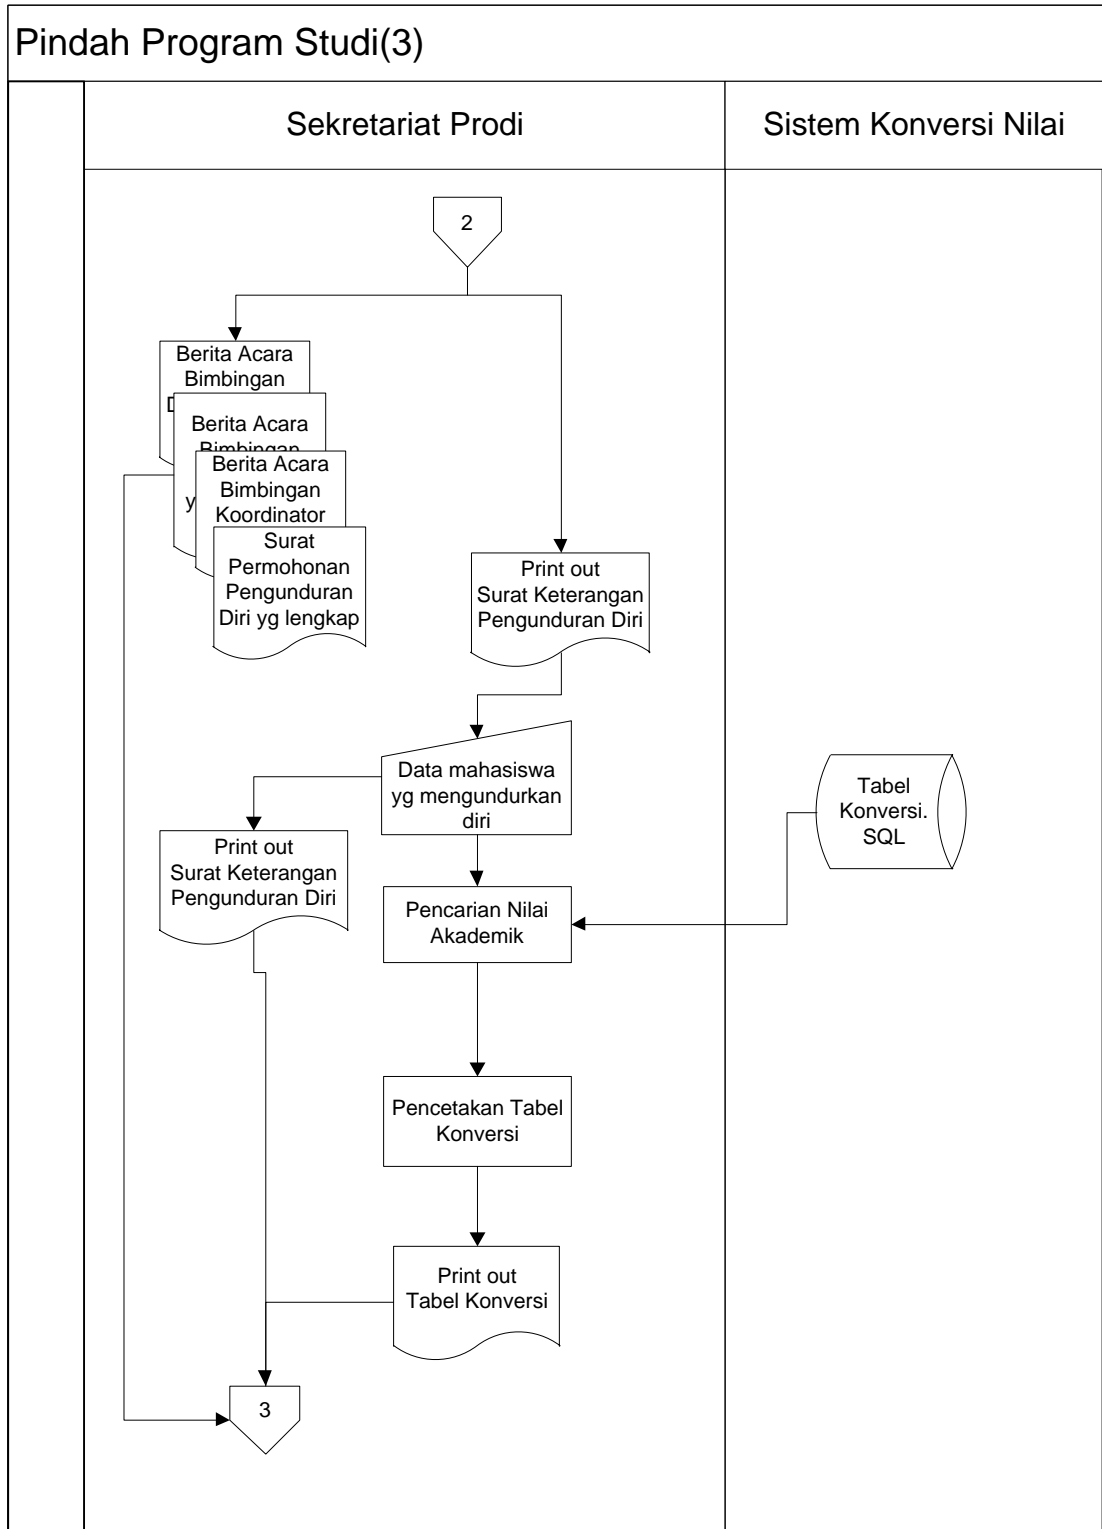 Pindah Program Studi(3)
Sekretariat Prodi
Sistem Konversi Nilai
2
Berita Acara
Bimbingan
Berita Acara
Bimbingan
Berita Acara
Bimbingan
Koordinator
Surat
Permohonan
Pengunduran
Diri yg lengkap
Print out
Surat Keterangan
Pengunduran Diri
Data mahasiswa
yg mengundurkan
diri
Tabel
Konversi.
SQL
Print out
Surat Keterangan
Pengunduran Diri
Pencarian Nilai
Akademik
Pencetakan Tabel
Konversi
Print out
Tabel Konversi
3